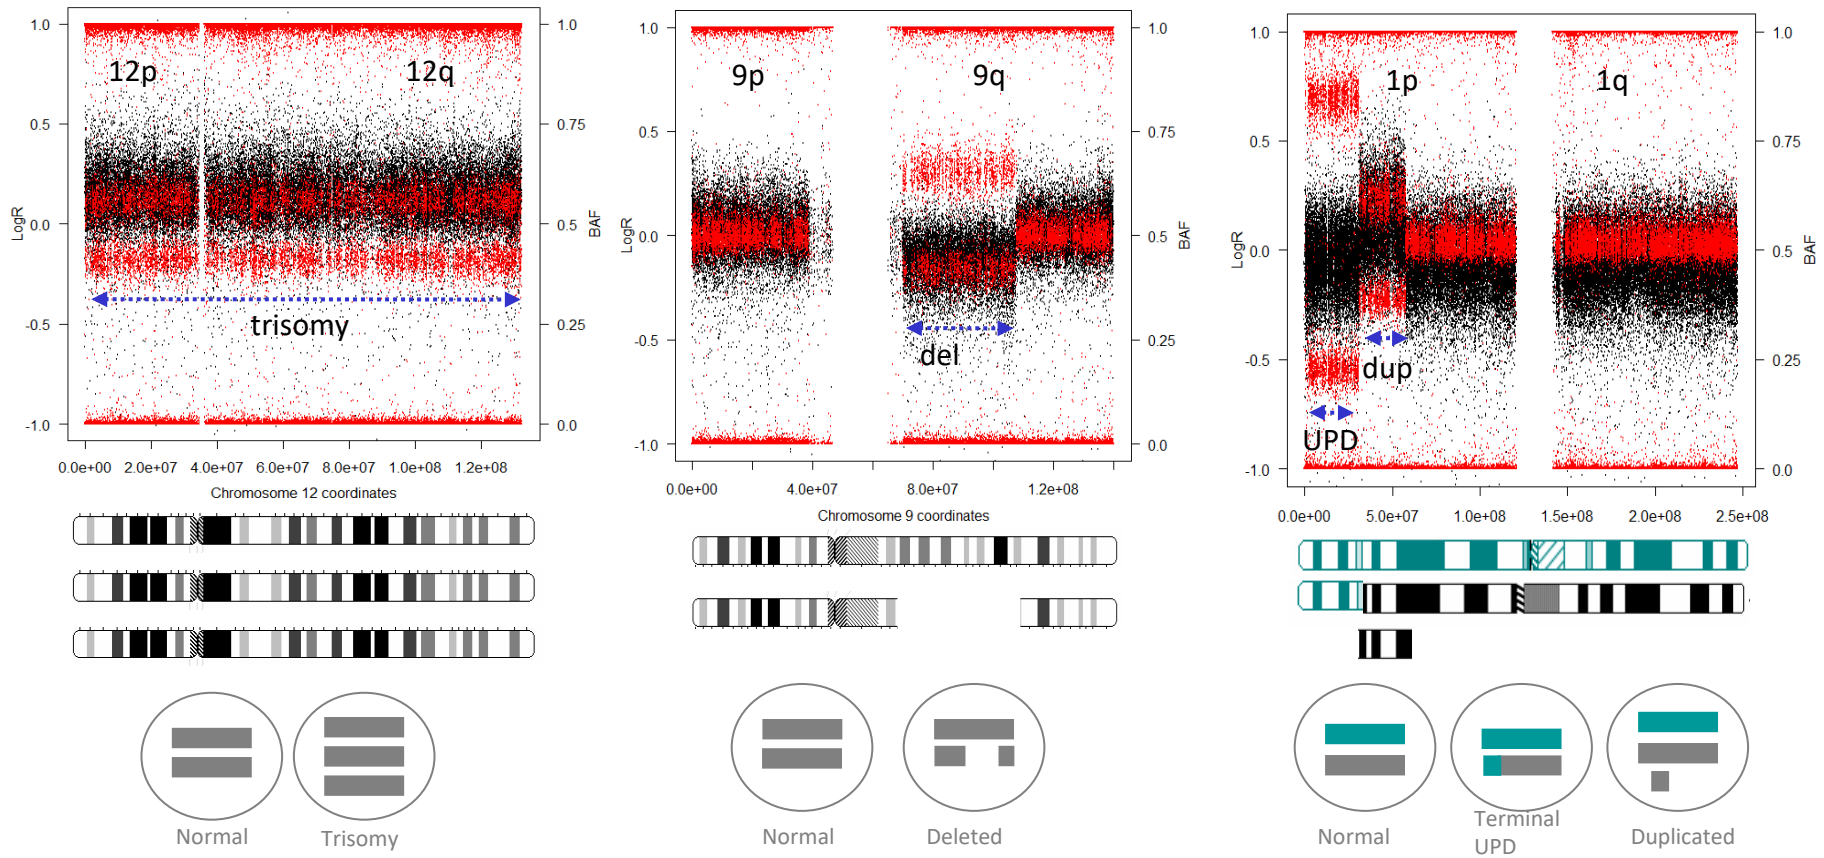 1.0
0.5
0.0
-0.5
-1.0
LogR
12p
12q
trisomy
1.0
0.75
0.5
0.25
0.0
BAF
0.0e+00 2.0e+07 4.0e+07 6.0e+07 8.0e+07 1.0e+08 1.2e+08
Chromosome 12 coordinates
Normal
Trisomy
1.0
0.5
0.0
-0.5
-1.0
LogR
9p
9q
del
1.0
0.75
0.5
0.25
0.0
BAF
0.0e+00 4.0e+07 8.0e+07 1.2e+08
Chromosome 9 coordinates
Normal
Deleted
1.0
0.5
0.0
-0.5
-1.0
LogR
1p
1q
dup
UPD
1.0
0.75
0.5
0.25
0.0
BAF
0.0e+00 5.0e+07 1.0e+08 1.5e+08 2.0e+08 2.5e+08
Normal
Terminal
UPD
Duplicated